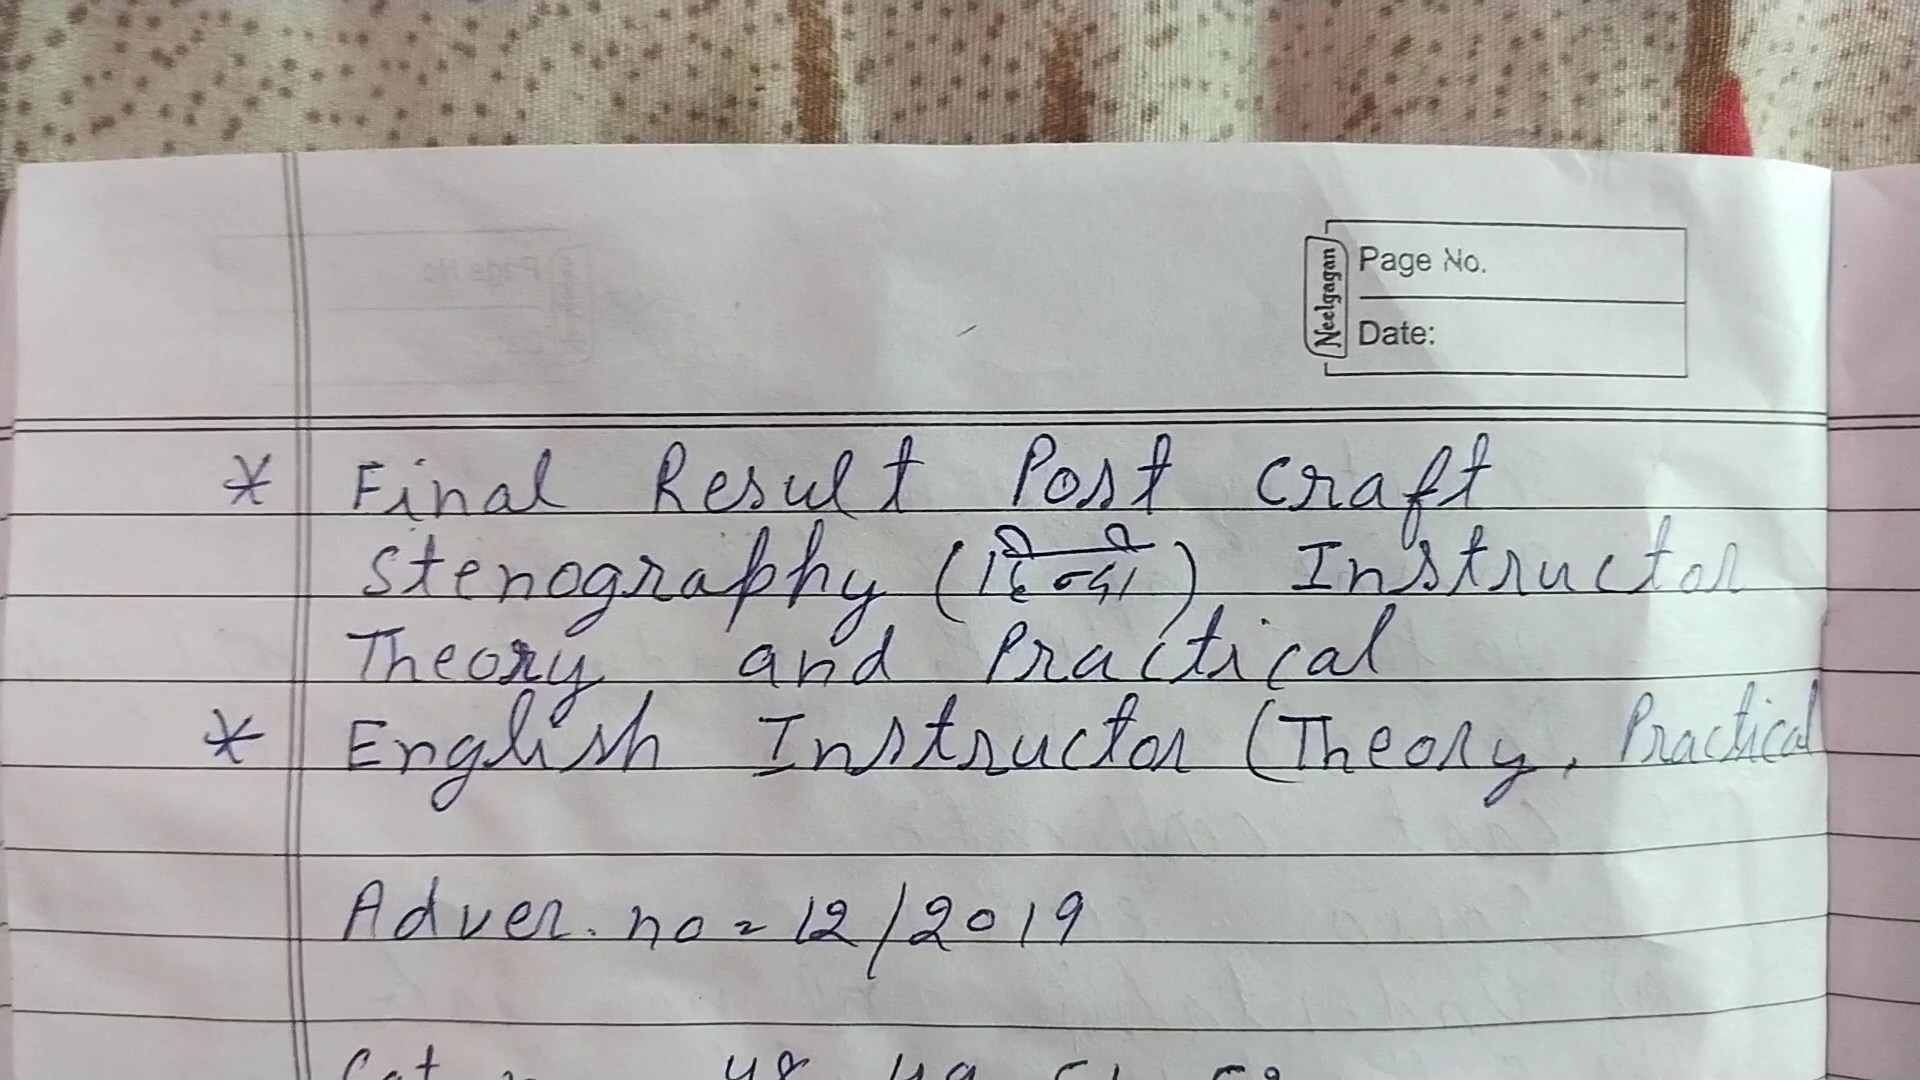 Neelgagan
Page No.
Date:
* Final Result Post Craft
Stenography (हिन्दी) Instructor
Theory and Practical
* English Instructor (Theory, Practical
Adver. no = 12/2019